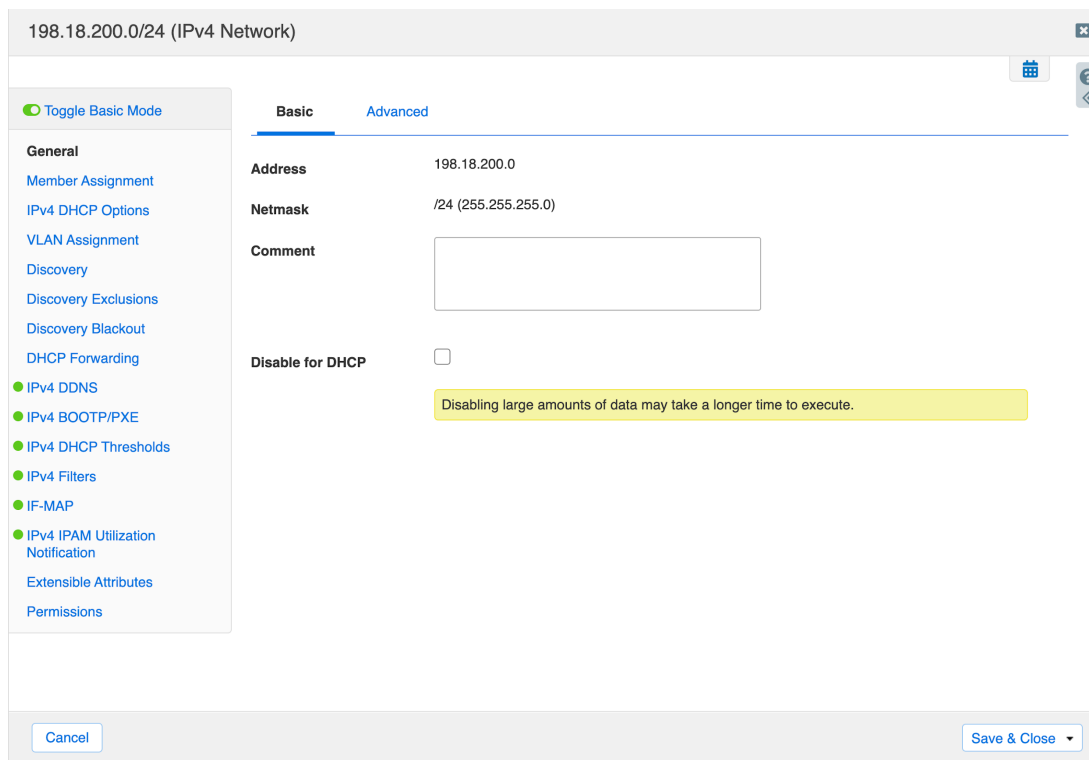 198.18.200.0/24 (IPv4 Network)
Toggle Basic Mode
General
Member Assignment
IPv4 DHCP Options
VLAN Assignment
Discovery
Discovery Exclusions
Discovery Blackout
DHCP Forwarding
IPv4 DDNS
IPv4 BOOTP/PXE
IPv4 DHCP Thresholds
IPv4 Filters
IF-MAP
IPv4 IPAM Utilization
Notification
Extensible Attributes
Permissions
Basic
Advanced
Address
198.18.200.0
Netmask
/24 (255.255.255.0)
Comment
Disable for DHCP
Disabling large amounts of data may take a longer time to execute.
Cancel
Save & Close